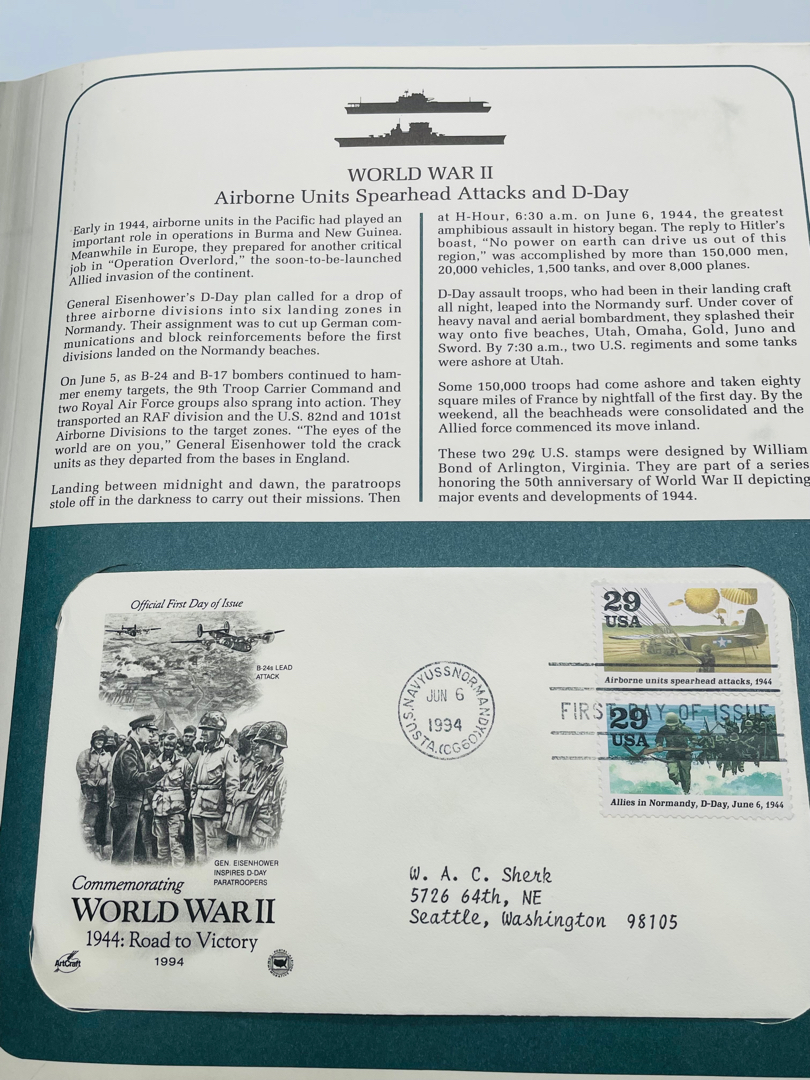 WORLD WAR II
Airborne Units Spearhead Attacks and D-Day
Early in 1944, airborne units in the Pacific had played an
important role in operations in Burma and New Guinea.
Meanwhile in Europe, they prepared for another critical
job in "Operation Overlord," the soon-to-be-launched
Allied invasion of the continent.
General Eisenhower's D-Day plan called for a drop of
three airborne divisions into six landing zones in
Normandy. Their assignment was to cut up German com-
munications and block reinforcements before the first
divisions landed on the Normandy beaches.
On June 5, as B-24 and B-17 bombers continued to ham-
mer enemy targets, the 9th Troop Carrier Command and
two Royal Air Force groups also sprang into action. They
transported an RAF division and the U.S. 82nd and 101st
Airborne Divisions to the target zones. "The eyes of the
world are on you," General Eisenhower told the crack
units as they departed from the bases in England.
Landing between midnight and dawn, the paratroops
stole off in the darkness to carry out their missions. Then
at H-Hour, 6:30 a.m. on June 6, 1944, the greatest
amphibious assault in history began. The reply to Hitler's
boast, "No power on earth can drive us out of this
region," was accomplished by more than 150,000 men,
20,000 vehicles, 1,500 tanks, and over 8,000 planes.
D-Day assault troops, who had been in their landing craft
all night, leaped into the Normandy surf. Under cover of
heavy naval and aerial bombardment, they splashed their
way onto five beaches, Utah, Omaha, Gold, Juno and
Sword. By 7:30 a.m., two U.S. regiments and some tanks
were ashore at Utah.
Some 150,000 troops had come ashore and taken eighty
square miles of France by nightfall of the first day. By the
weekend, all the beachheads were consolidated and the
Allied force commenced its move inland.
These two 29¢ U.S. stamps were designed by William
Bond of Arlington, Virginia. They are part of a series
honoring the 50th anniversary of World War II depicting
major events and developments of 1944.
Official First Day of Issue
B-24s LEAD
ATTACK
GEN. EISENHOWER
INSPIRES D-DAY
PARATROOPERS
Commemorating
WORLD WAR II
1944: Road to Victory
1994
ArtCraft
U.S. NAVY USS NORMANDY (CG60) USSTA.
JUN 6
1994
29
USA
Airborne units spearhead attacks, 1944
FIRST DAY OF ISSUE
29
USA
Allies in Normandy, D-Day, June 6, 1944
W. A. C. Sherk
5726 64th, NE
Seattle, Washington 98105